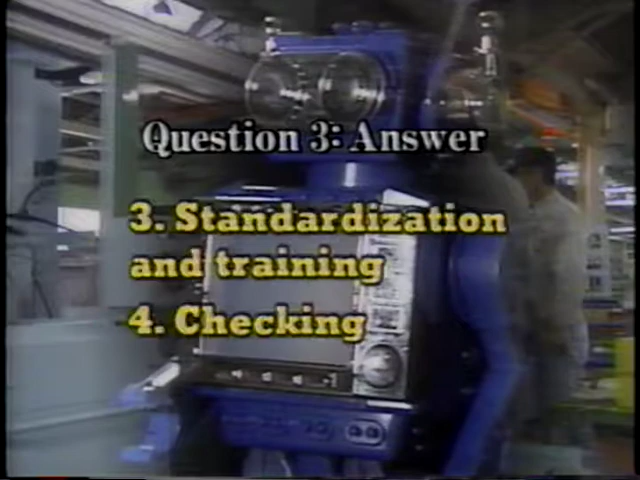 Question 3: Answer
3. Standardization
and training
4. Checking